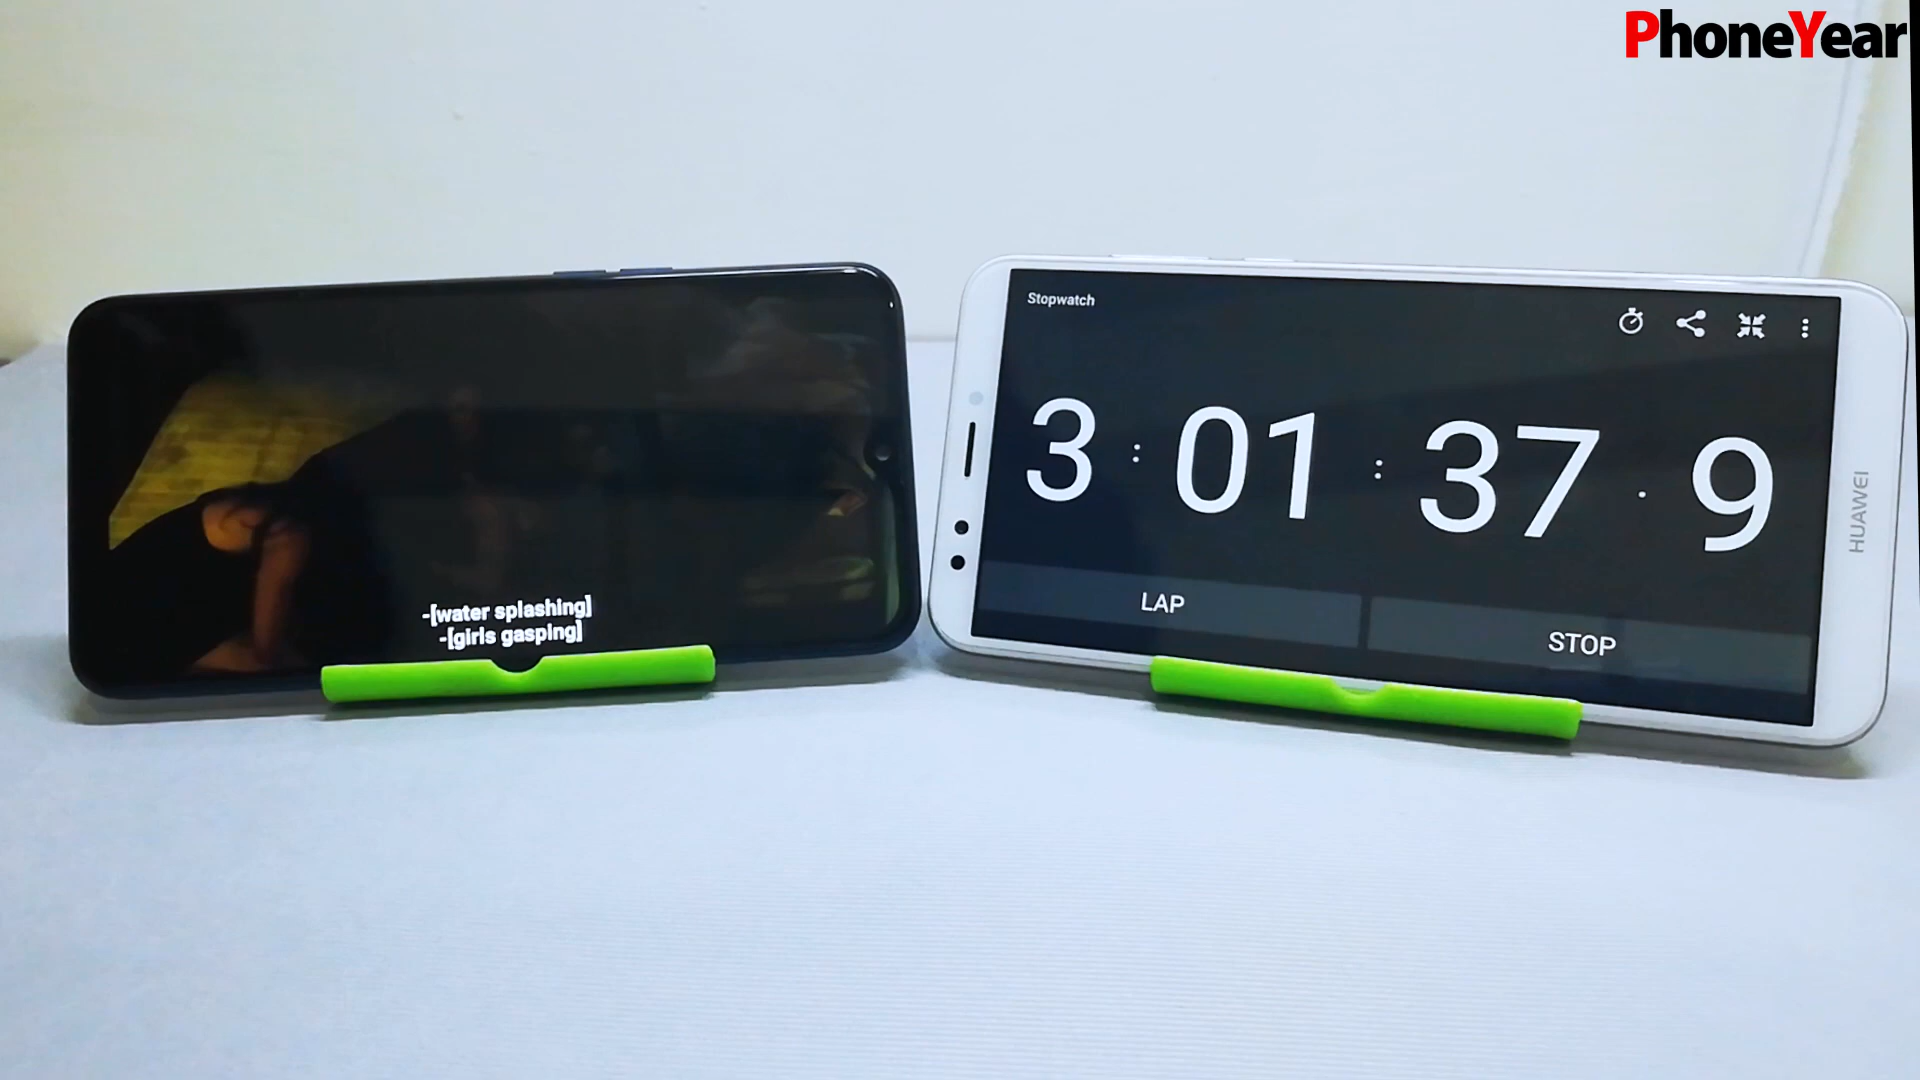 PhoneYear
Stopwatch
3 : 01 : 37 . 9
LAP
STOP
HUAWEI
-[water splashing]
-[girls gasping]